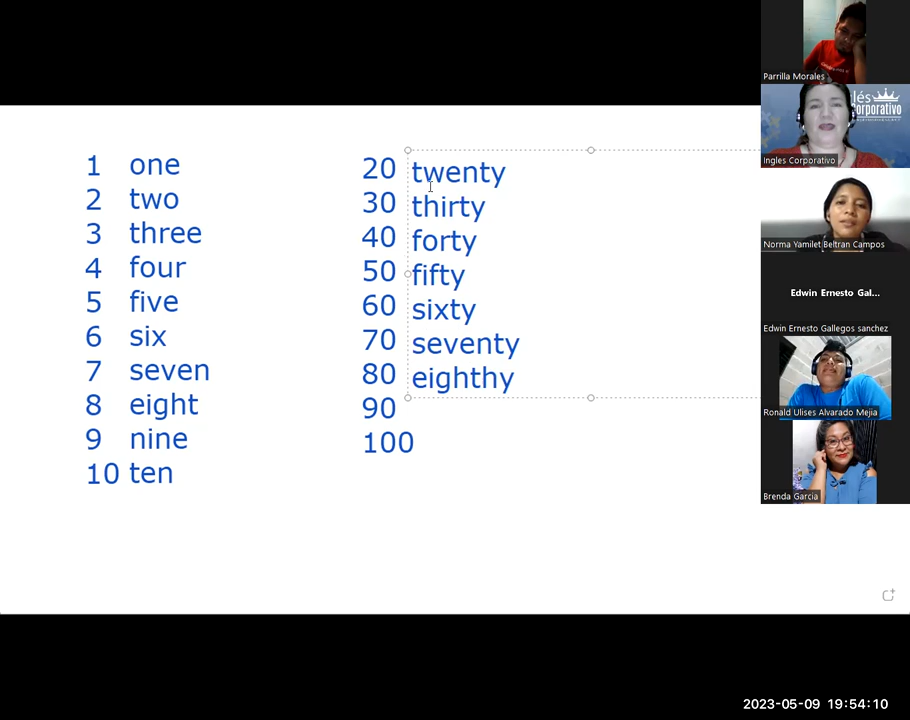 1 one
2 two
3 three
4 four
5 five
6 six
7 seven
8 eight
9 nine
10 ten
20 twenty
30 thirty
40 forty
50 fifty
60 sixty
70 seventy
80 eighthy
90
100
Parrilla Morales
lés
orporativo
Ingles Corporativo
Norma Yamilet Beltran Campos
Edwin Ernesto Gal...
Edwin Ernesto Gallegos sanchez
Ronald Ulises Alvarado Mejia
Brenda Garcia
2023-05-09 19:54:10